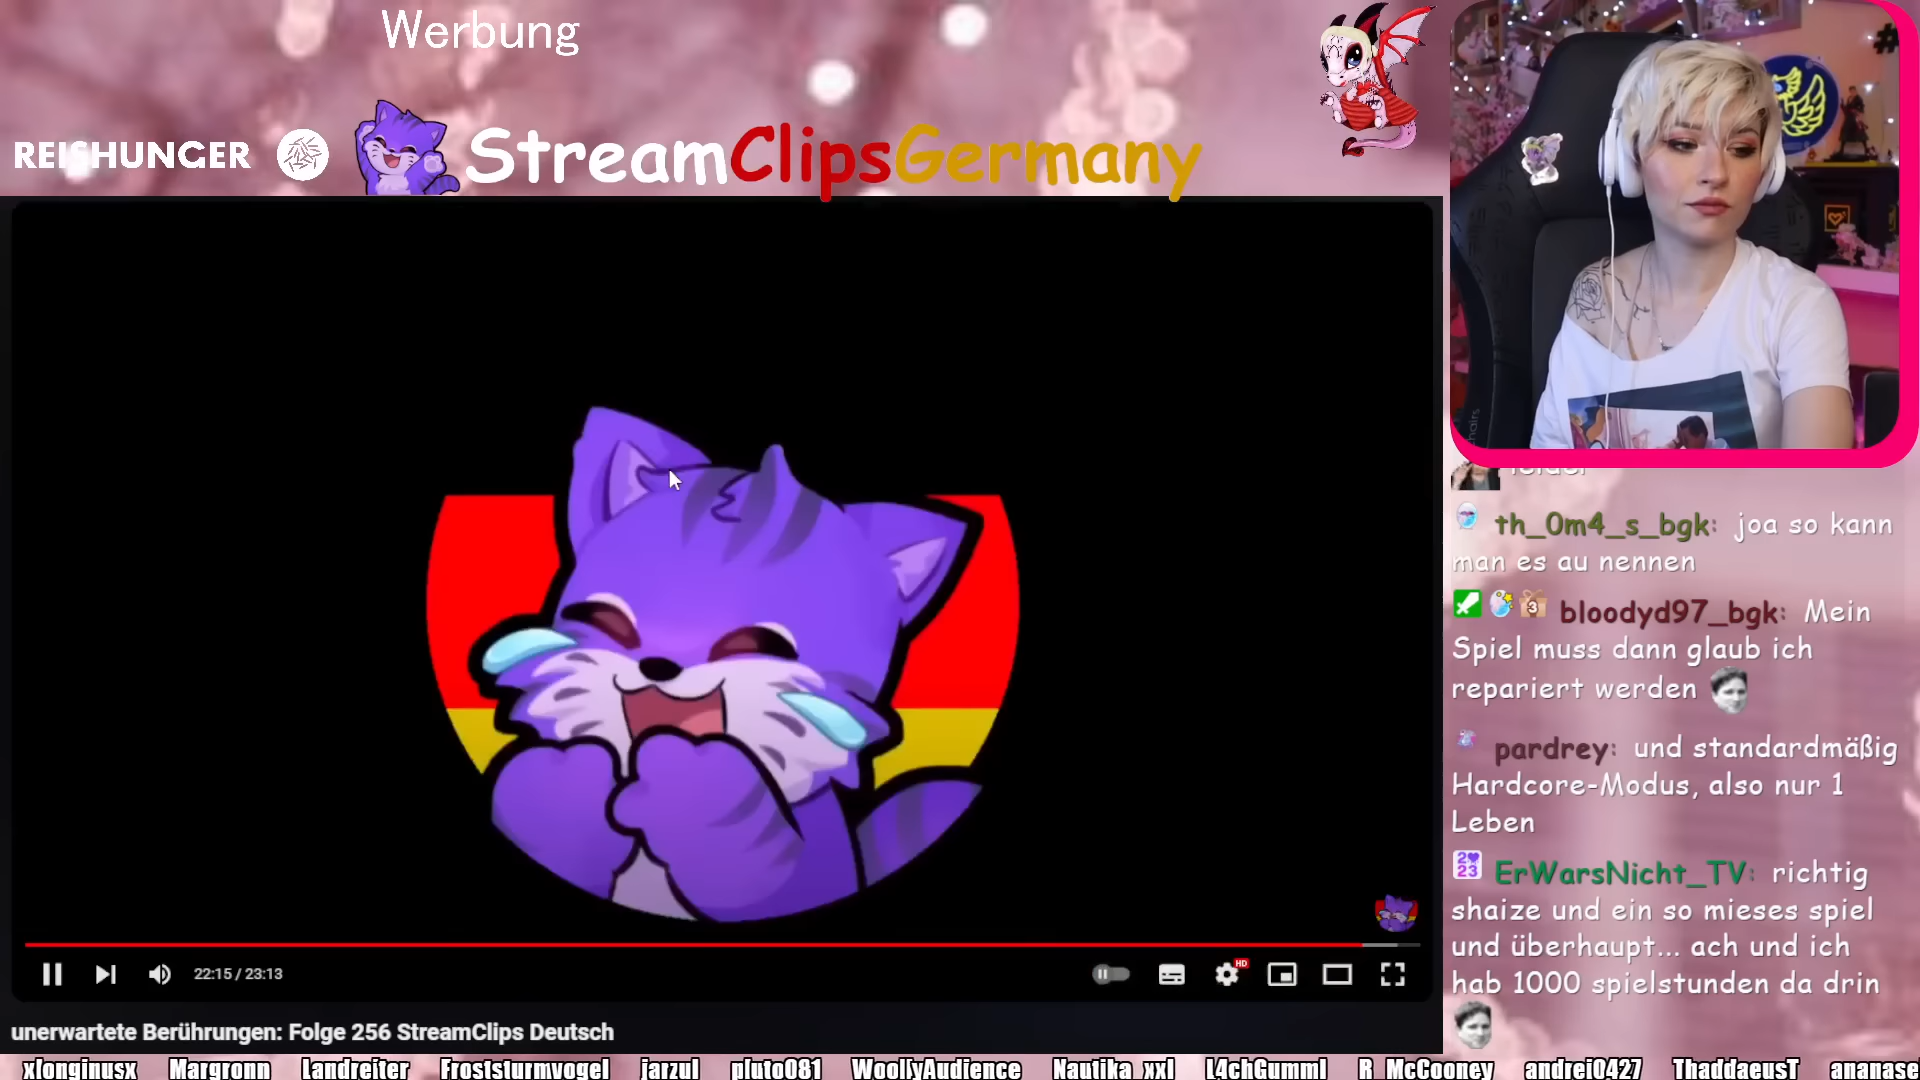 Werbung
REISHUNGER
StreamClipsGermany
th_0m4_s_bgk: joa so kann
man es au nennen
bloodyd97_bgk: Mein
Spiel muss dann glaub ich
repariert werden
pardrey: und standardmäßig
Hardcore-Modus, also nur 1
Leben
ErWarsNicht_TV: richtig
shaize und ein so mieses spiel
und überhaupt... ach und ich
hab 1000 spielstunden da drin
22:15 / 23:13
HD
unerwartete Berührungen: Folge 256 StreamClips Deutsch
xlonginusx Margronn Landreiter Froststurmvogel jarzul pluto081 WoollyAudience Nautika_xxl L4chGumml R_McCooney andrei0427 ThaddaeusT ananase